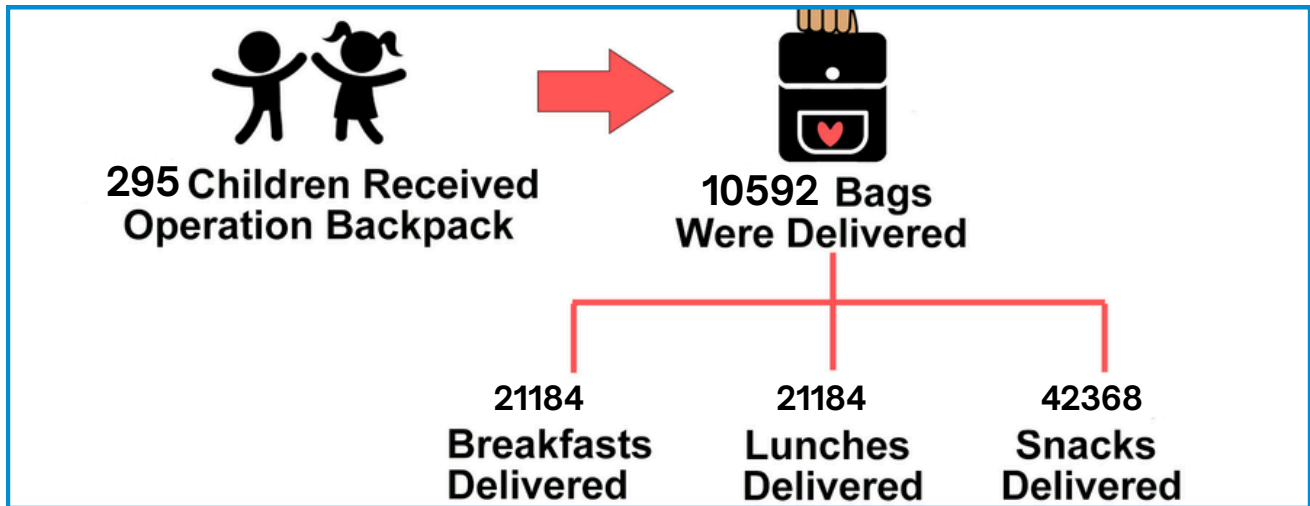 295 Children Received
Operation Backpack
10592 Bags
Were Delivered
21184
Breakfasts
Delivered
21184
Lunches
Delivered
42368
Snacks
Delivered